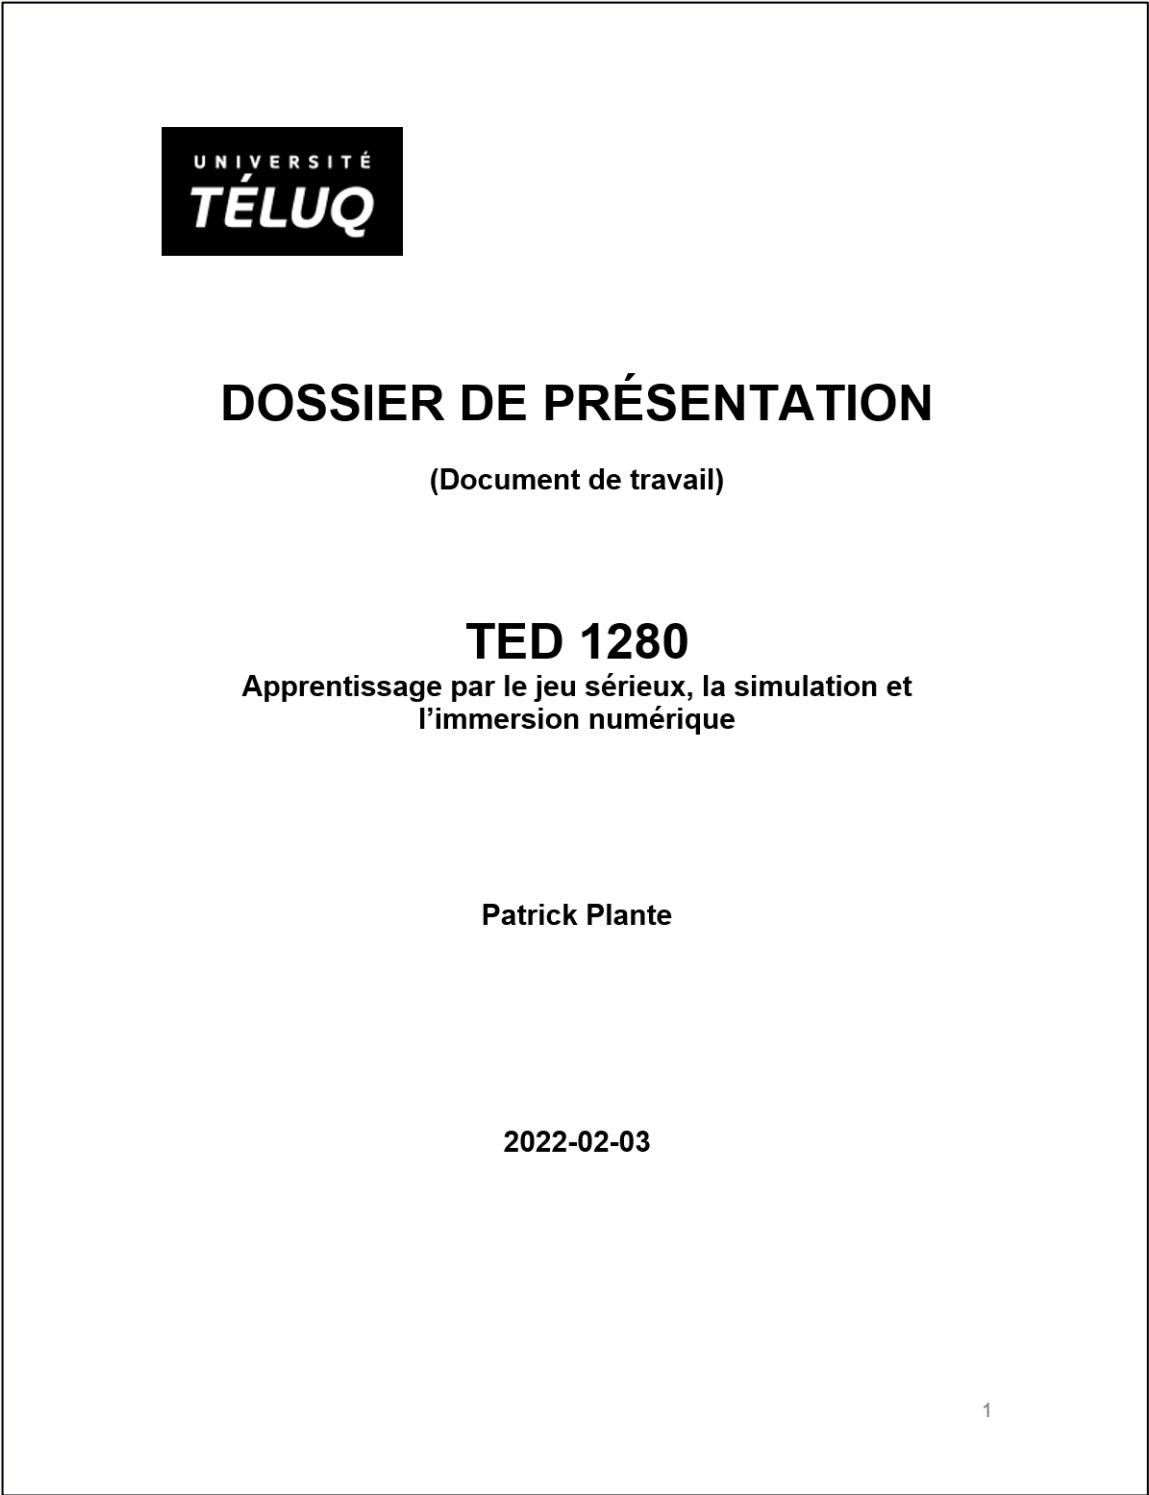 UNIVERSITÉ
TÉLUQ
DOSSIER DE PRÉSENTATION
(Document de travail)
TED 1280
Apprentissage par le jeu sérieux, la simulation et
l’immersion numérique
Patrick Plante
2022-02-03
1